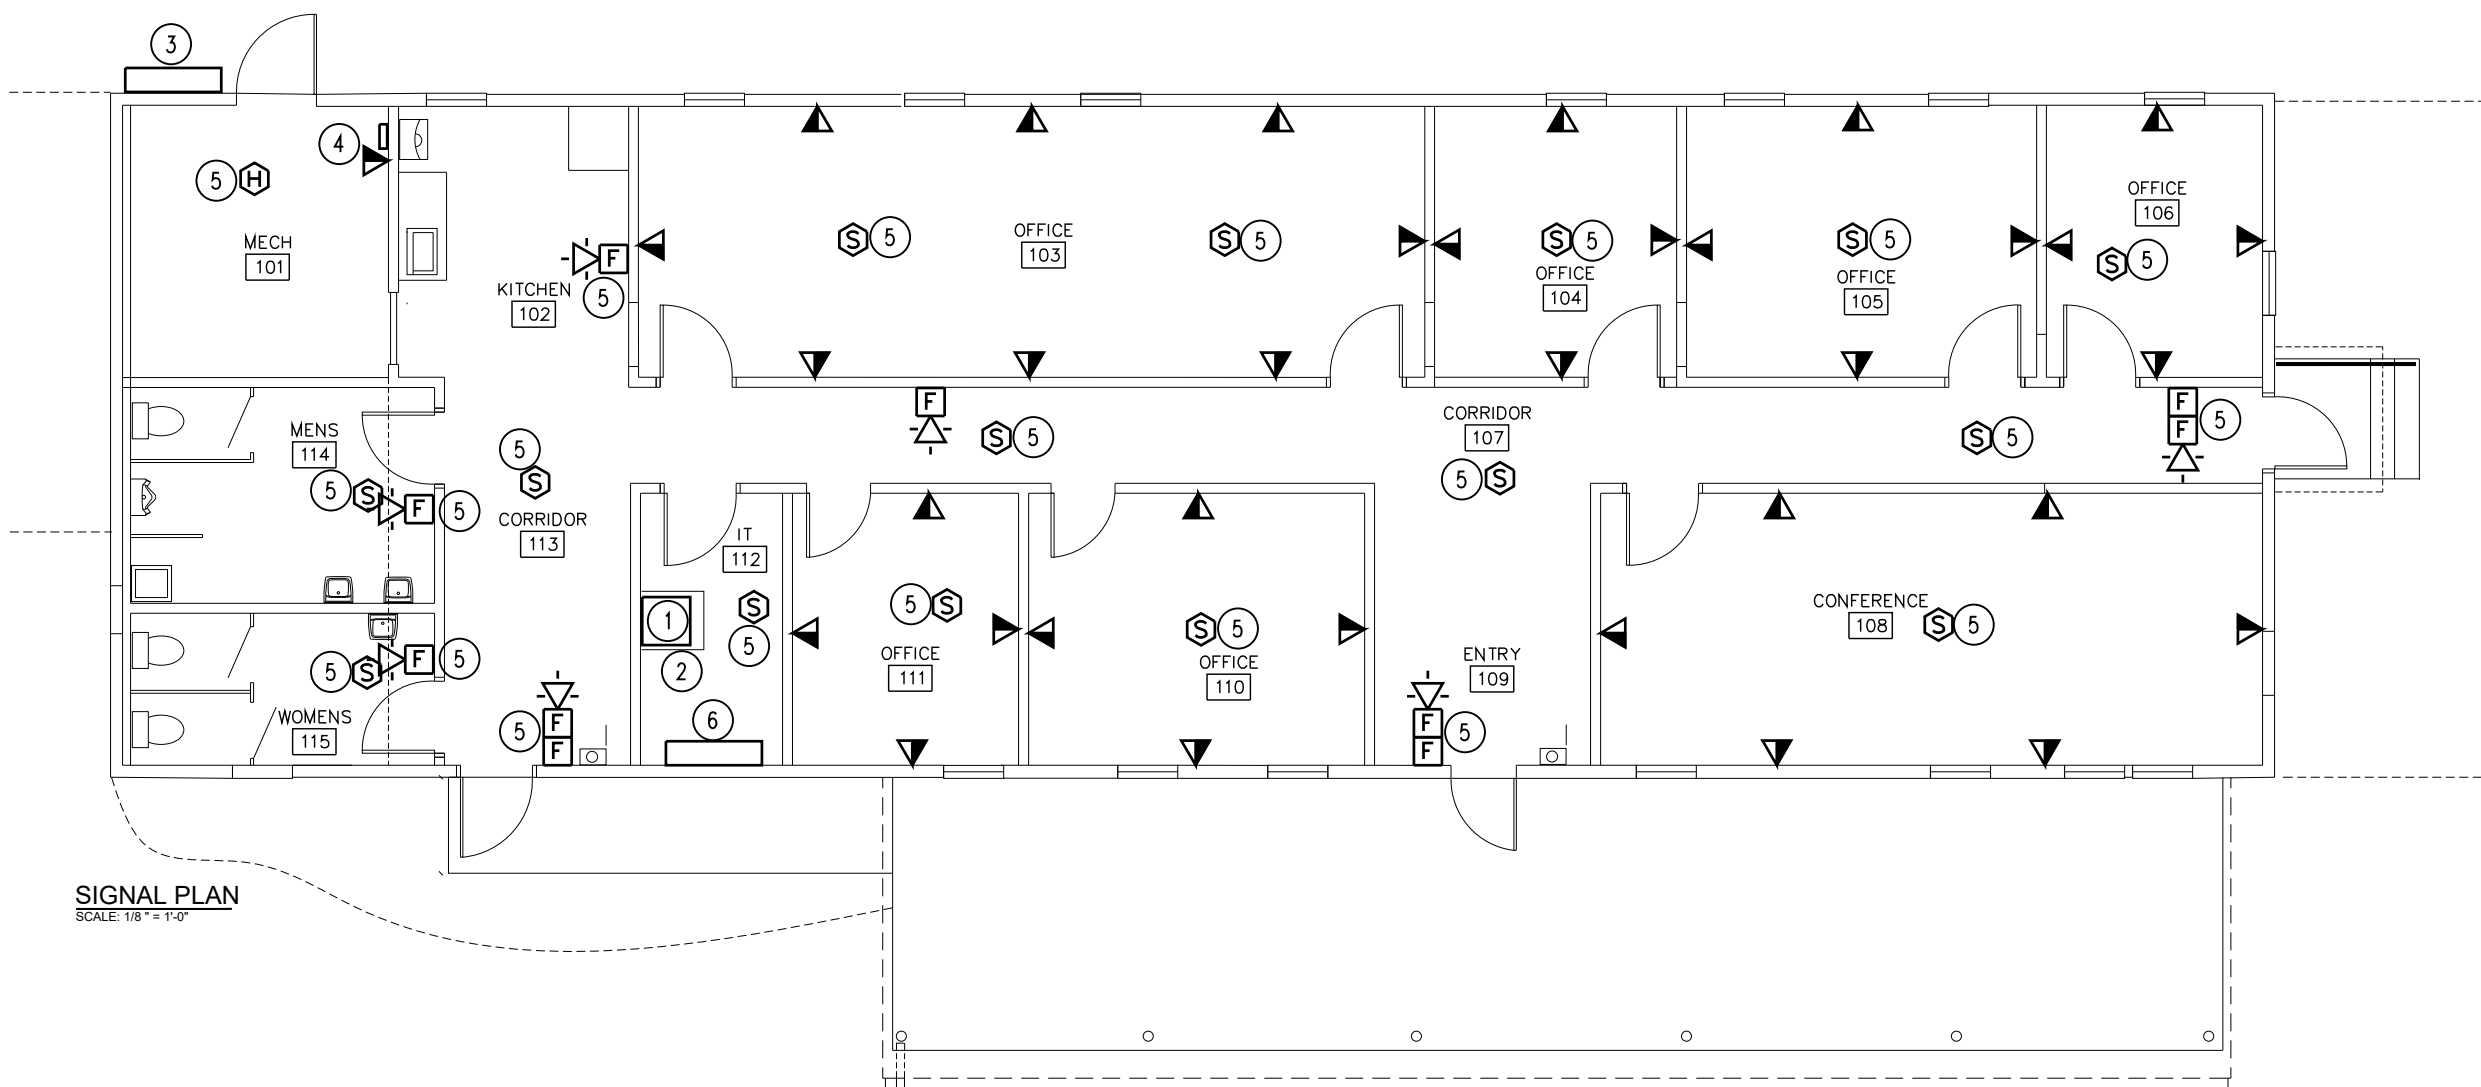 3
4
5 H
MECH
101
KITCHEN
102
F
5
S 5
OFFICE
103
S 5
S 5
OFFICE
104
S 5
OFFICE
105
OFFICE
106
S 5
MENS
114
5 S F 5
5
S
CORRIDOR
113
F
S 5
CORRIDOR
107
5 S
S 5
F
F
5
IT
112
1
2
S
5
6
5 S
OFFICE
111
S 5
OFFICE
110
ENTRY
109
F
F
5
CONFERENCE
108
S 5
5 S F 5
WOMENS
115
5
F
F
SIGNAL PLAN
SCALE: 1/8 " = 1'-0"